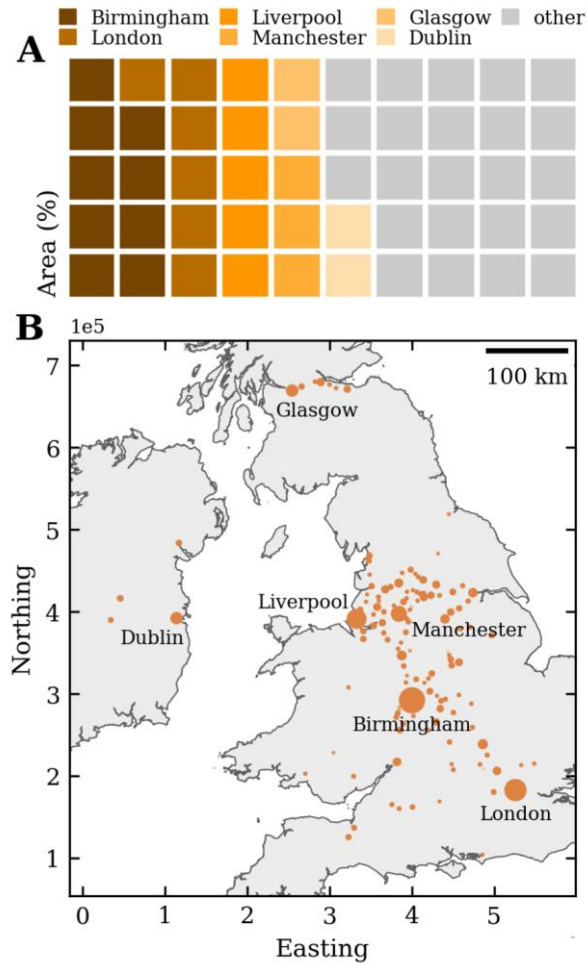 Birmingham Liverpool Glasgow other
London Manchester Dublin
A
Area (%)
B
1e5
7
100 km
Glasgow
6
5
Northing
Liverpool
4
Dublin
Manchester
3
Birmingham
2
London
1
0 1 2 3 4 5
Easting